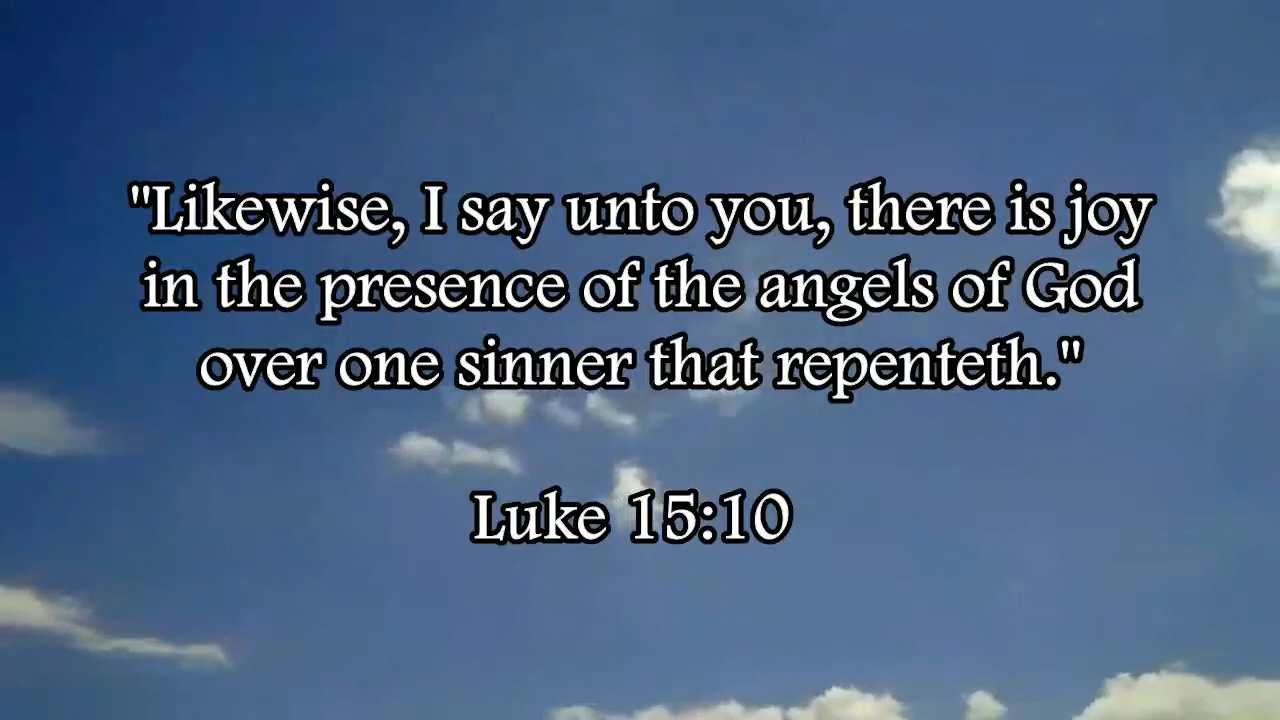 "Likewise, I say unto you, there is joy
in the presence of the angels of God
over one sinner that repenteth."
Luke 15:10